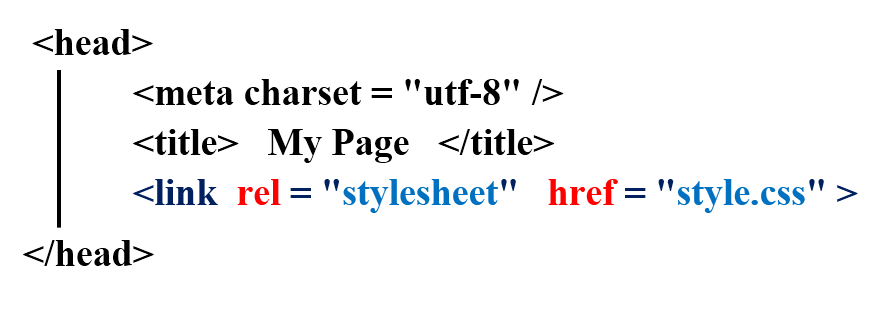 <head>
<meta charset = "utf-8" />
<title> My Page </title>
<link rel = "stylesheet" href = "style.css" >
</head>